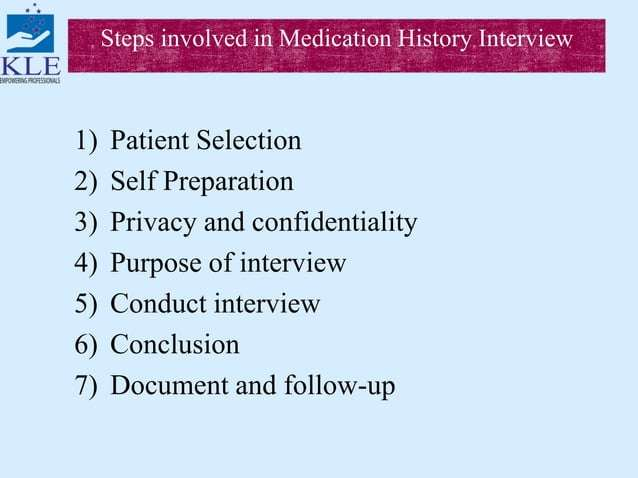 Steps involved in Medication History Interview
KLE
EMPOWERING PROFESSIONALS
1) Patient Selection
2) Self Preparation
3) Privacy and confidentiality
4) Purpose of interview
5) Conduct interview
6) Conclusion
7) Document and follow-up